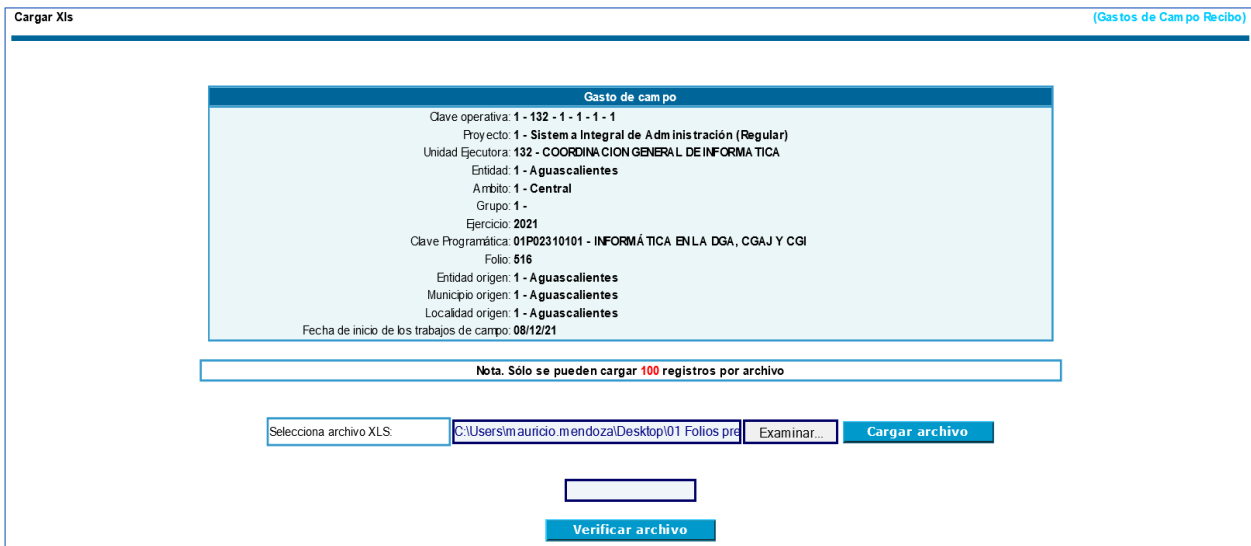 Cargar Xls
(Gastos de Campo Recibo)
Gasto de campo
Clave operativa: 1 - 132 - 1 - 1 - 1 - 1
Proyecto: 1 - Sistema Integral de Administración (Regular)
Unidad Ejecutora: 132 - COORDINACION GENERAL DE INFORMATICA
Entidad: 1 - Aguascalientes
Ambito: 1 - Central
Grupo: 1 -
Ejercicio: 2021
Clave Programática: 01P02310101 - INFORMÁTICA EN LA DGA, CGAJ Y CGI
Folio: 516
Entidad origen: 1 - Aguascalientes
Municipio origen: 1 - Aguascalientes
Localidad origen: 1 - Aguascalientes
Fecha de inicio de los trabajos de campo: 08/12/21
Nota. Sólo se pueden cargar 100 registros por archivo
Selecciona archivo XLS: C:\Users\mauricio.mendoza\Desktop\01 Folios pre Examinar... Cargar archivo
Verificar archivo